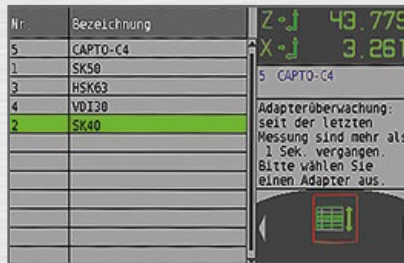 Nr. Bezeichnung
5 CAPTO-C4
1 SK50
3 HSK63
4 VDI30
2 SK40
Z 43.779
X 3.261
5 CAPTO-C4
Adapterüberwachung:
seit der letzten
Messung sind mehr als
1 Sek. vergangen.
Bitte wählen Sie
einen Adapter aus.